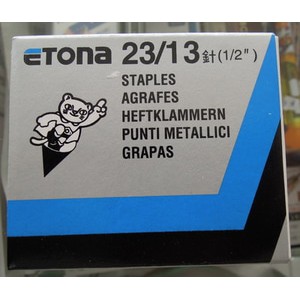 ETONA 23/13 針(1/2")
STAPLES
AGRAFES
HEFTKLAMMERN
PUNTI METALLICI
GRAPAS